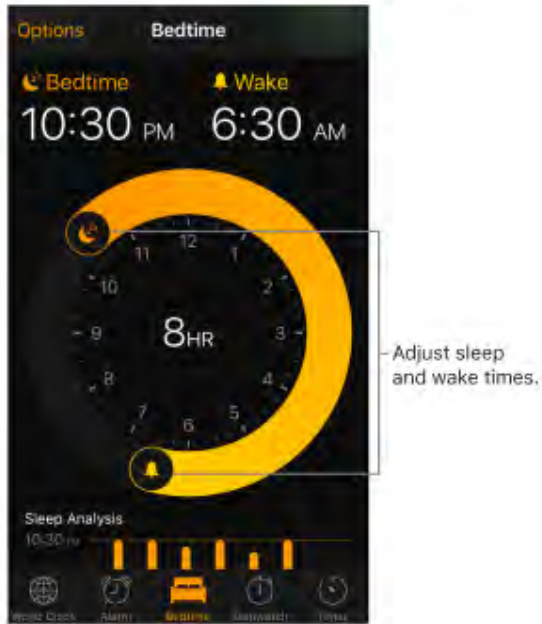 Options
Bedtime
Bedtime
Wake
10:30 PM
6:30 AM
12
11
1
10
2
8HR
9
3
8
4
7
5
6
Adjust sleep
and wake times.
Sleep Analysis
10:30 PM
World Clock
Alarm
Bedtime
Stopwatch
Timer